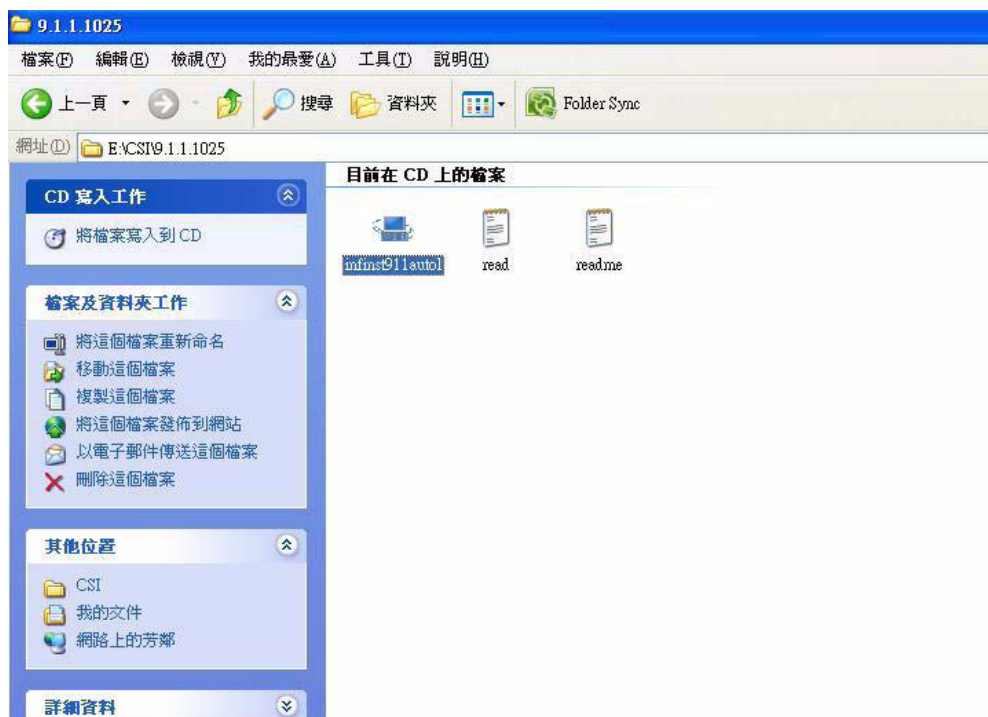 9.1.1.1025
檔案(F) 編輯(E) 檢視(V) 我的最愛(A) 工具(T) 說明(H)
上一頁 搜尋 資料夾 Folder Sync
網址(D) E:\CSI\9.1.1.1025
目前在 CD 上的檔案
CD 寫入工作
將檔案寫入到 CD
read readme
檔案及資料夾工作
將這個檔案重新命名
移動這個檔案
複製這個檔案
將這個檔案發佈到網站
以電子郵件傳送這個檔案
刪除這個檔案
其他位置
CSI
我的文件
網路上的芳鄰
詳細資料